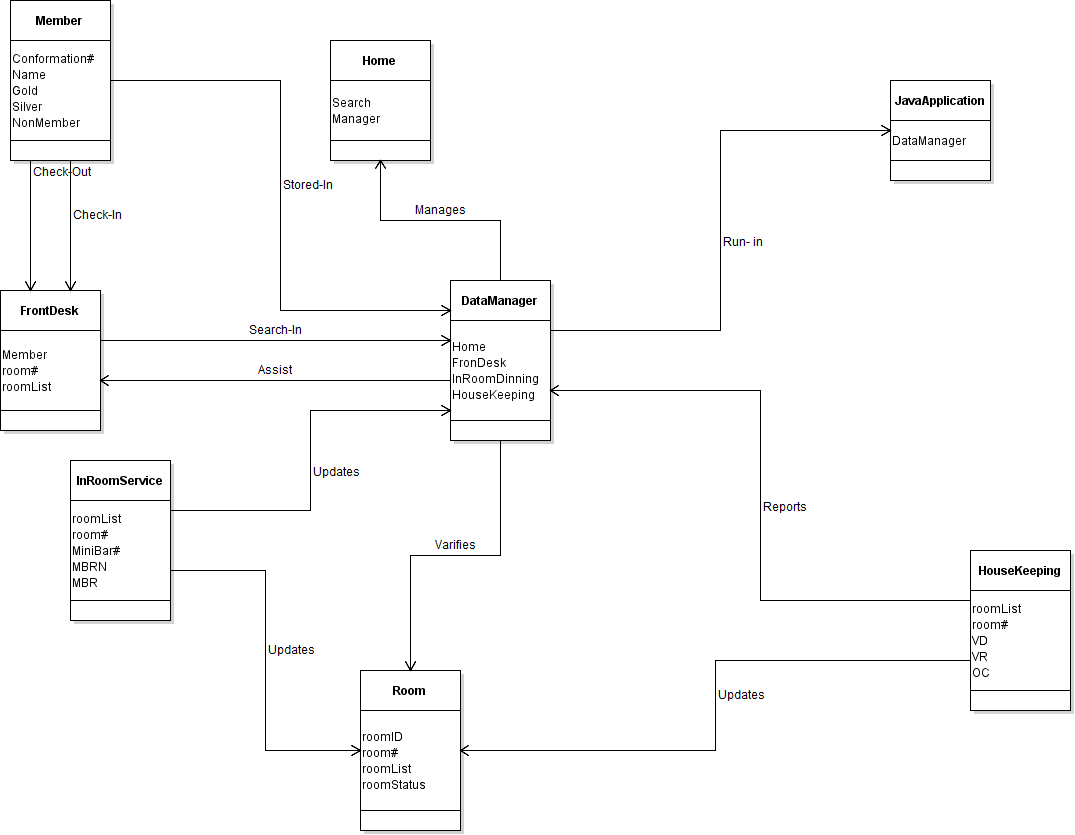 Member
Conformation#
Name
Gold
Silver
NonMember
Home
Search
Manager
JavaApplication
DataManager
Check-Out
Check-In
Stored-In
Manages
Run- in
FrontDesk
Member
room#
roomList
Search-In
Assist
DataManager
Home
FronDesk
InRoomDinning
HouseKeeping
InRoomService
roomList
room#
MiniBar#
MBRN
MBR
Updates
Varifies
Reports
HouseKeeping
roomList
room#
VD
VR
OC
Updates
Updates
Room
roomID
room#
roomList
roomStatus